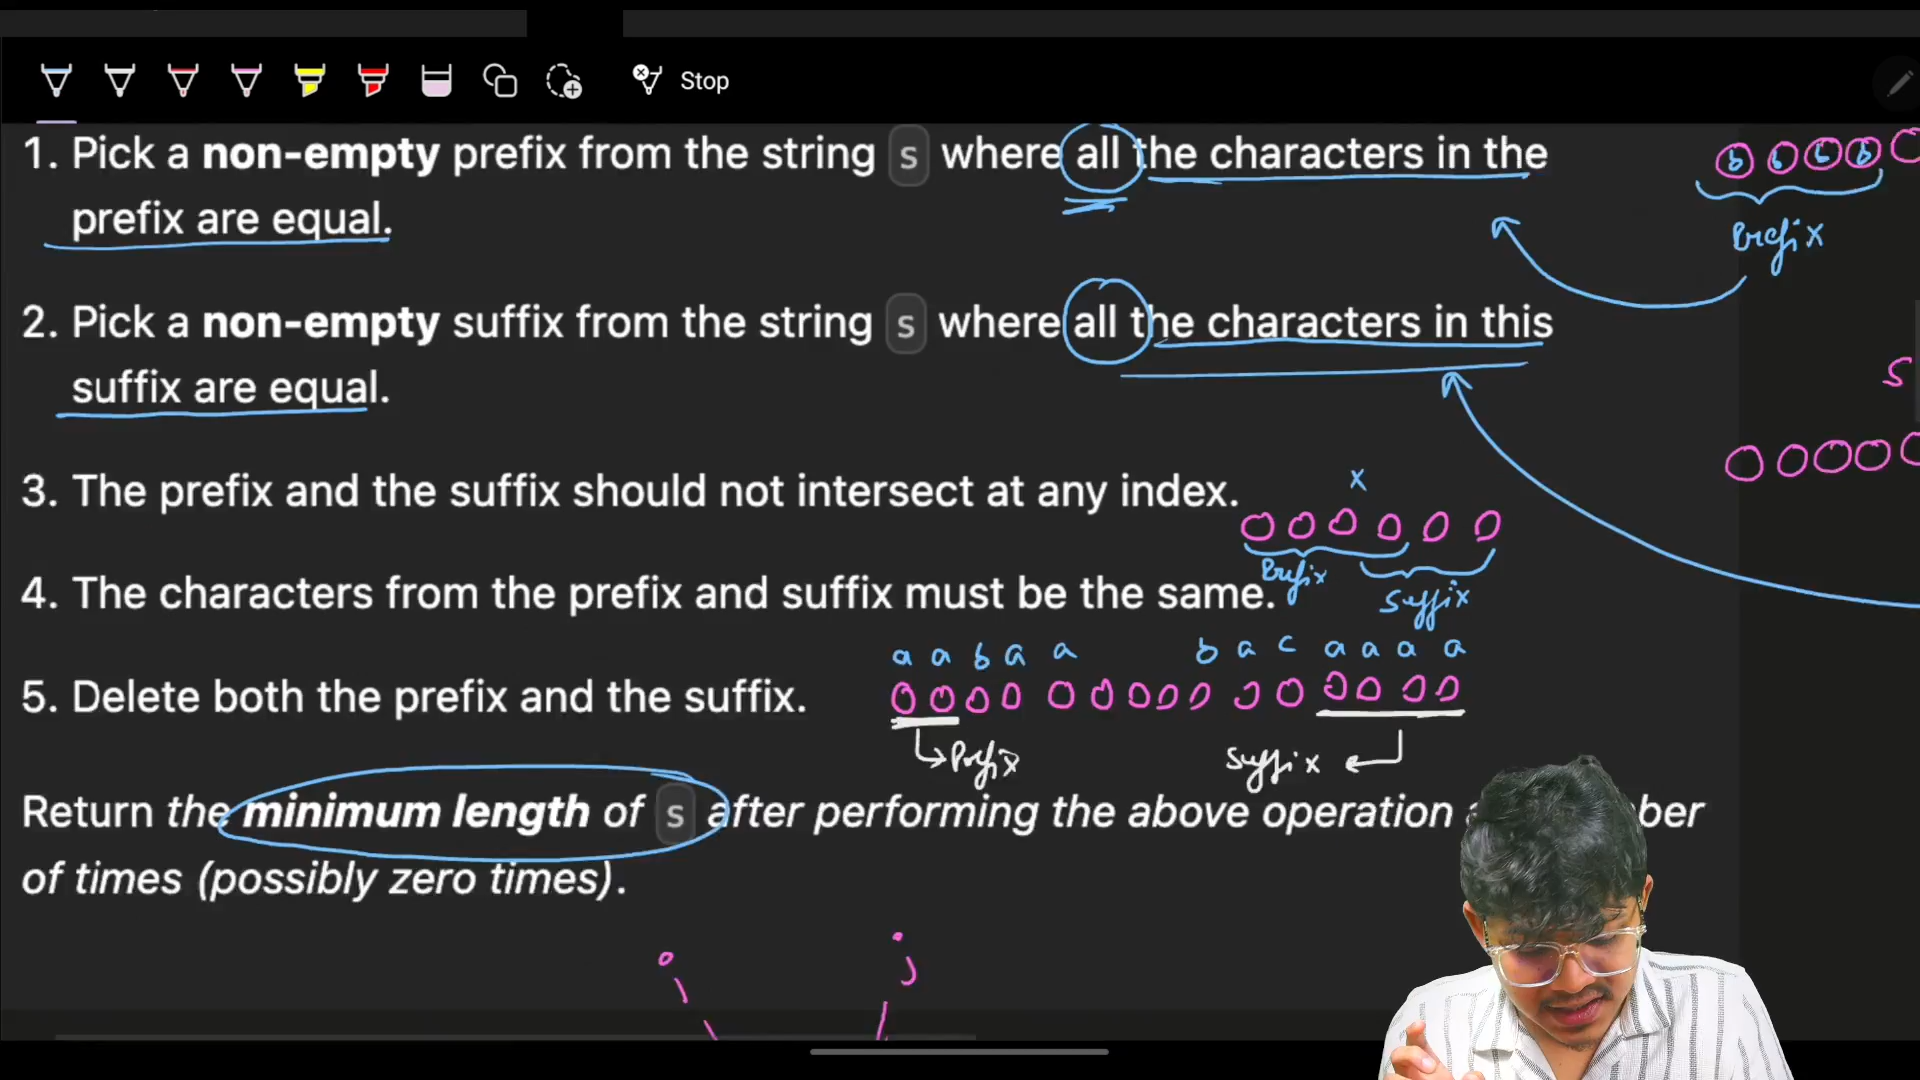 Stop
1. Pick a non-empty prefix from the string s where all the characters in the
prefix are equal.
b b b b
Prefix
2. Pick a non-empty suffix from the string s where all the characters in this
suffix are equal.
S
3. The prefix and the suffix should not intersect at any index.
x
Prefix
Suffix
4. The characters from the prefix and suffix must be the same.
a a b a a b a c a a a a
5. Delete both the prefix and the suffix.
Prefix
Suffix
Return the minimum length of s after performing the above operation
of times (possibly zero times).
i j